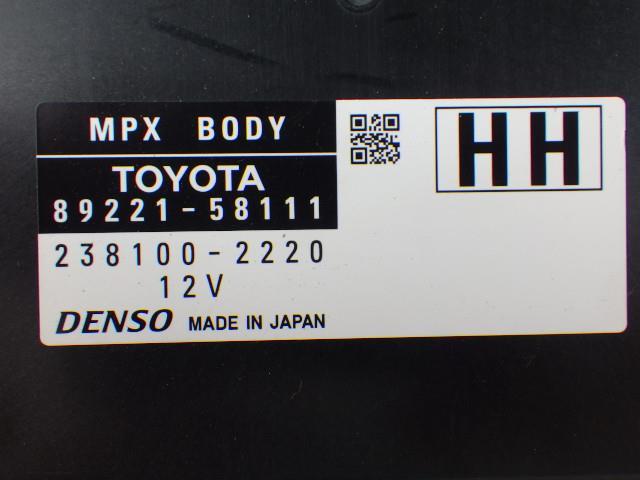 MPX BODY
TOYOTA
89221-58111
238100-2220
12V
DENSO MADE IN JAPAN
HH